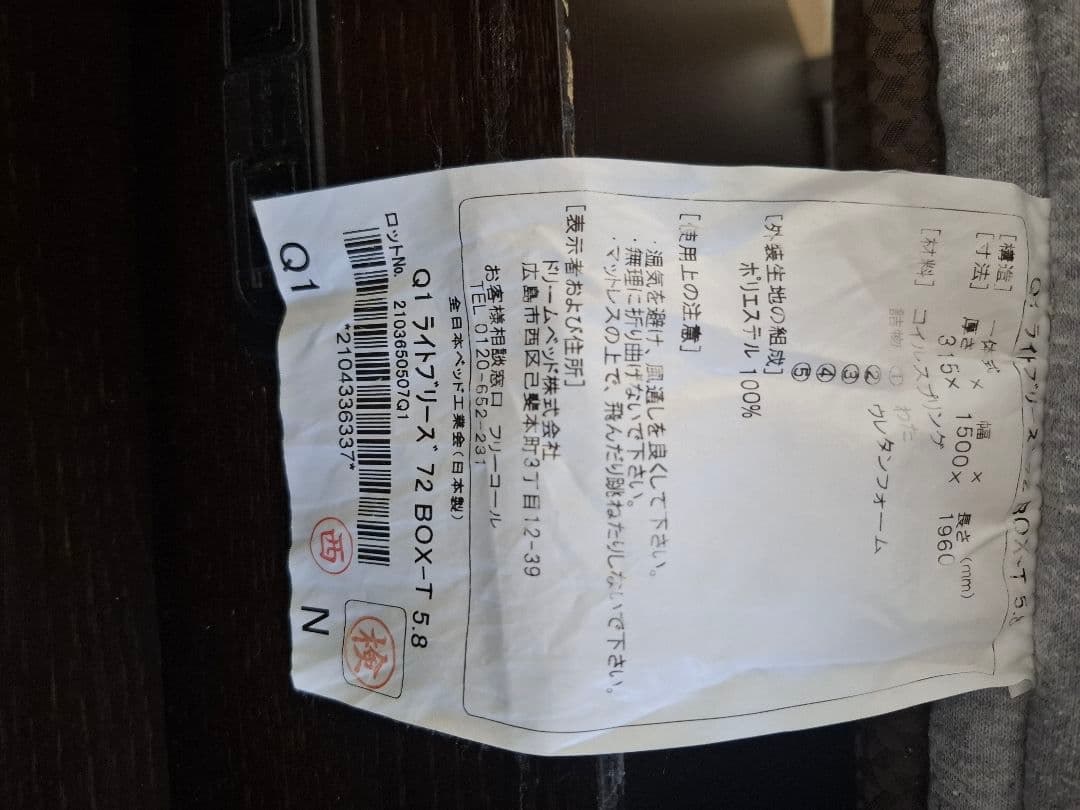 Q1 ライトブリーズ 72 BOX-T 5.8
[構造] 一体式
[寸法] 厚さ × 幅 × 長さ (mm)
315× 1500× 1960
[材料] コイルスプリング
詰物 ① わた
② ウレタンフォーム
③
④
⑤
[外装生地の組成]
ポリエステル 100%
[使用上の注意]
・湿気を避け、風通しを良くして下さい。
・無理に折り曲げないで下さい。
・マットレスの上で、飛んだり跳ねたりしないで下さい。
[表示者および住所]
ドリームベッド株式会社
広島市西区己斐本町3丁目12-39
お客様相談窓口 フリーコール
TEL 0120-652-231
全日本ベッド工業会(日本製)
Q1 ライトブリーズ 72 BOX-T 5.8
ロットNo. 2103650507Q1
*2104336337*
検
Q1
西
N